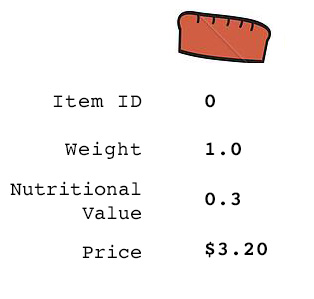 Item ID 0
Weight 1.0
Nutritional
Value 0.3
Price $3.20